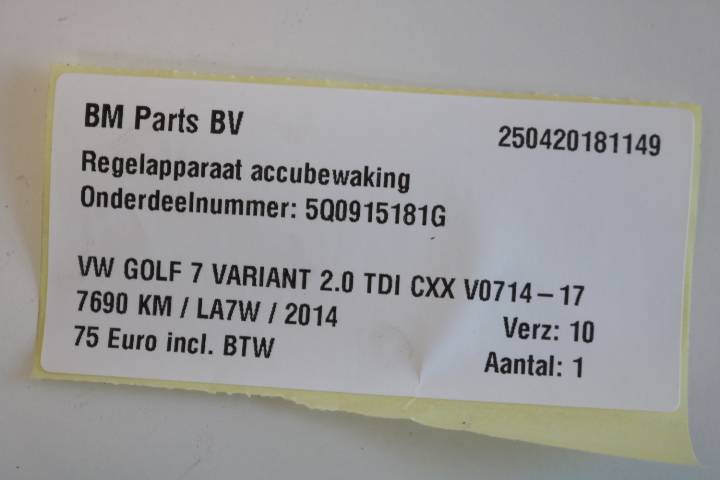 BM Parts BV 250420181149
Regelapparaat accubewaking
Onderdeelnummer: 5Q0915181G
VW GOLF 7 VARIANT 2.0 TDI CXX V0714-17
7690 KM / LA7W / 2014 Verz: 10
75 Euro incl. BTW Aantal: 1